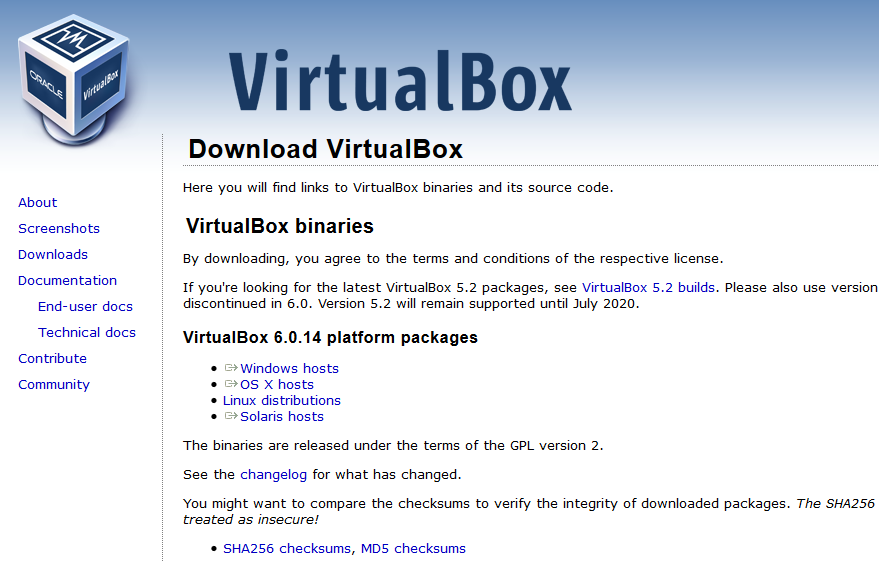 ORACLE
VirtualBox
VirtualBox
Download VirtualBox
Here you will find links to VirtualBox binaries and its source code.
About
Screenshots
Downloads
Documentation
End-user docs
Technical docs
Contribute
Community
VirtualBox binaries
By downloading, you agree to the terms and conditions of the respective license.
If you're looking for the latest VirtualBox 5.2 packages, see VirtualBox 5.2 builds. Please also use version
discontinued in 6.0. Version 5.2 will remain supported until July 2020.
VirtualBox 6.0.14 platform packages
Windows hosts
OS X hosts
Linux distributions
Solaris hosts
The binaries are released under the terms of the GPL version 2.
See the changelog for what has changed.
You might want to compare the checksums to verify the integrity of downloaded packages. The SHA256
treated as insecure!
SHA256 checksums, MD5 checksums